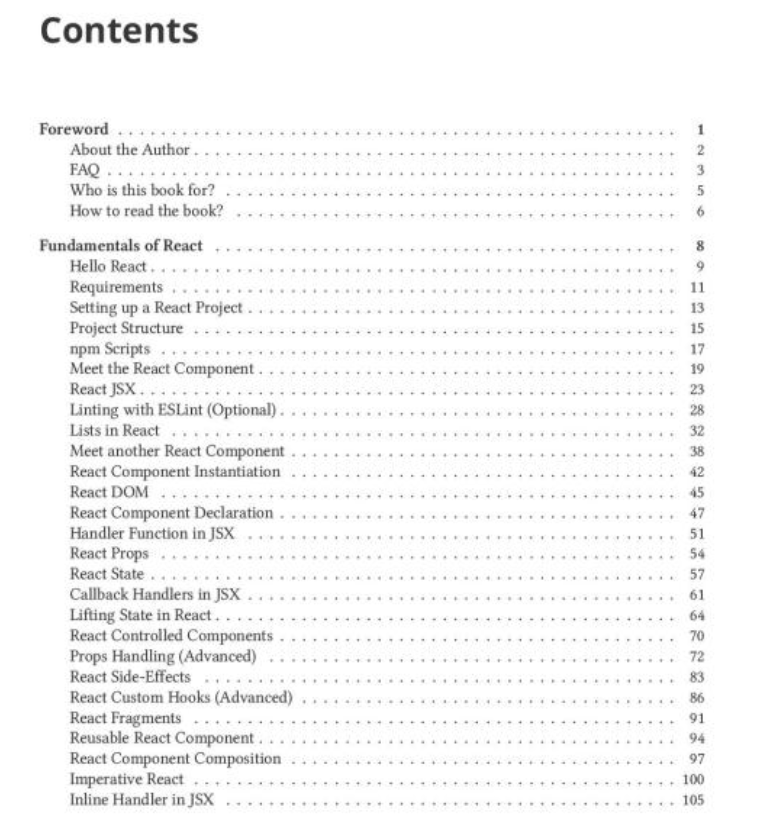 Contents
Foreword . . . . . . . . . . . . . . . . . . . . . . . . . . . . . . 1
About the Author . . . . . . . . . . . . . . . . . . . . . . . . . . . . . . 2
FAQ . . . . . . . . . . . . . . . . . . . . . . . . . . . . . . 3
Who is this book for? . . . . . . . . . . . . . . . . . . . . . . . . . . . . . . 5
How to read the book? . . . . . . . . . . . . . . . . . . . . . . . . . . . . . . 6
Fundamentals of React . . . . . . . . . . . . . . . . . . . . . . . . . . . . . . 8
Hello React . . . . . . . . . . . . . . . . . . . . . . . . . . . . . . 9
Requirements . . . . . . . . . . . . . . . . . . . . . . . . . . . . . . 11
Setting up a React Project . . . . . . . . . . . . . . . . . . . . . . . . . . . . . . 13
Project Structure . . . . . . . . . . . . . . . . . . . . . . . . . . . . . . 15
npm Scripts . . . . . . . . . . . . . . . . . . . . . . . . . . . . . . 17
Meet the React Component . . . . . . . . . . . . . . . . . . . . . . . . . . . . . . 19
React JSX . . . . . . . . . . . . . . . . . . . . . . . . . . . . . . 23
Linting with ESLint (Optional) . . . . . . . . . . . . . . . . . . . . . . . . . . . . . . 28
Lists in React . . . . . . . . . . . . . . . . . . . . . . . . . . . . . . 32
Meet another React Component . . . . . . . . . . . . . . . . . . . . . . . . . . . . . . 38
React Component Instantiation . . . . . . . . . . . . . . . . . . . . . . . . . . . . . . 42
React DOM . . . . . . . . . . . . . . . . . . . . . . . . . . . . . . 45
React Component Declaration . . . . . . . . . . . . . . . . . . . . . . . . . . . . . . 47
Handler Function in JSX . . . . . . . . . . . . . . . . . . . . . . . . . . . . . . 51
React Props . . . . . . . . . . . . . . . . . . . . . . . . . . . . . . 54
React State . . . . . . . . . . . . . . . . . . . . . . . . . . . . . . 57
Callback Handlers in JSX . . . . . . . . . . . . . . . . . . . . . . . . . . . . . . 61
Lifting State in React . . . . . . . . . . . . . . . . . . . . . . . . . . . . . . 64
React Controlled Components . . . . . . . . . . . . . . . . . . . . . . . . . . . . . . 70
Props Handling (Advanced) . . . . . . . . . . . . . . . . . . . . . . . . . . . . . . 72
React Side-Effects . . . . . . . . . . . . . . . . . . . . . . . . . . . . . . 83
React Custom Hooks (Advanced) . . . . . . . . . . . . . . . . . . . . . . . . . . . . . . 86
React Fragments . . . . . . . . . . . . . . . . . . . . . . . . . . . . . . 91
Reusable React Component . . . . . . . . . . . . . . . . . . . . . . . . . . . . . . 94
React Component Composition . . . . . . . . . . . . . . . . . . . . . . . . . . . . . . 97
Imperative React . . . . . . . . . . . . . . . . . . . . . . . . . . . . . . 100
Inline Handler in JSX . . . . . . . . . . . . . . . . . . . . . . . . . . . . . . 105